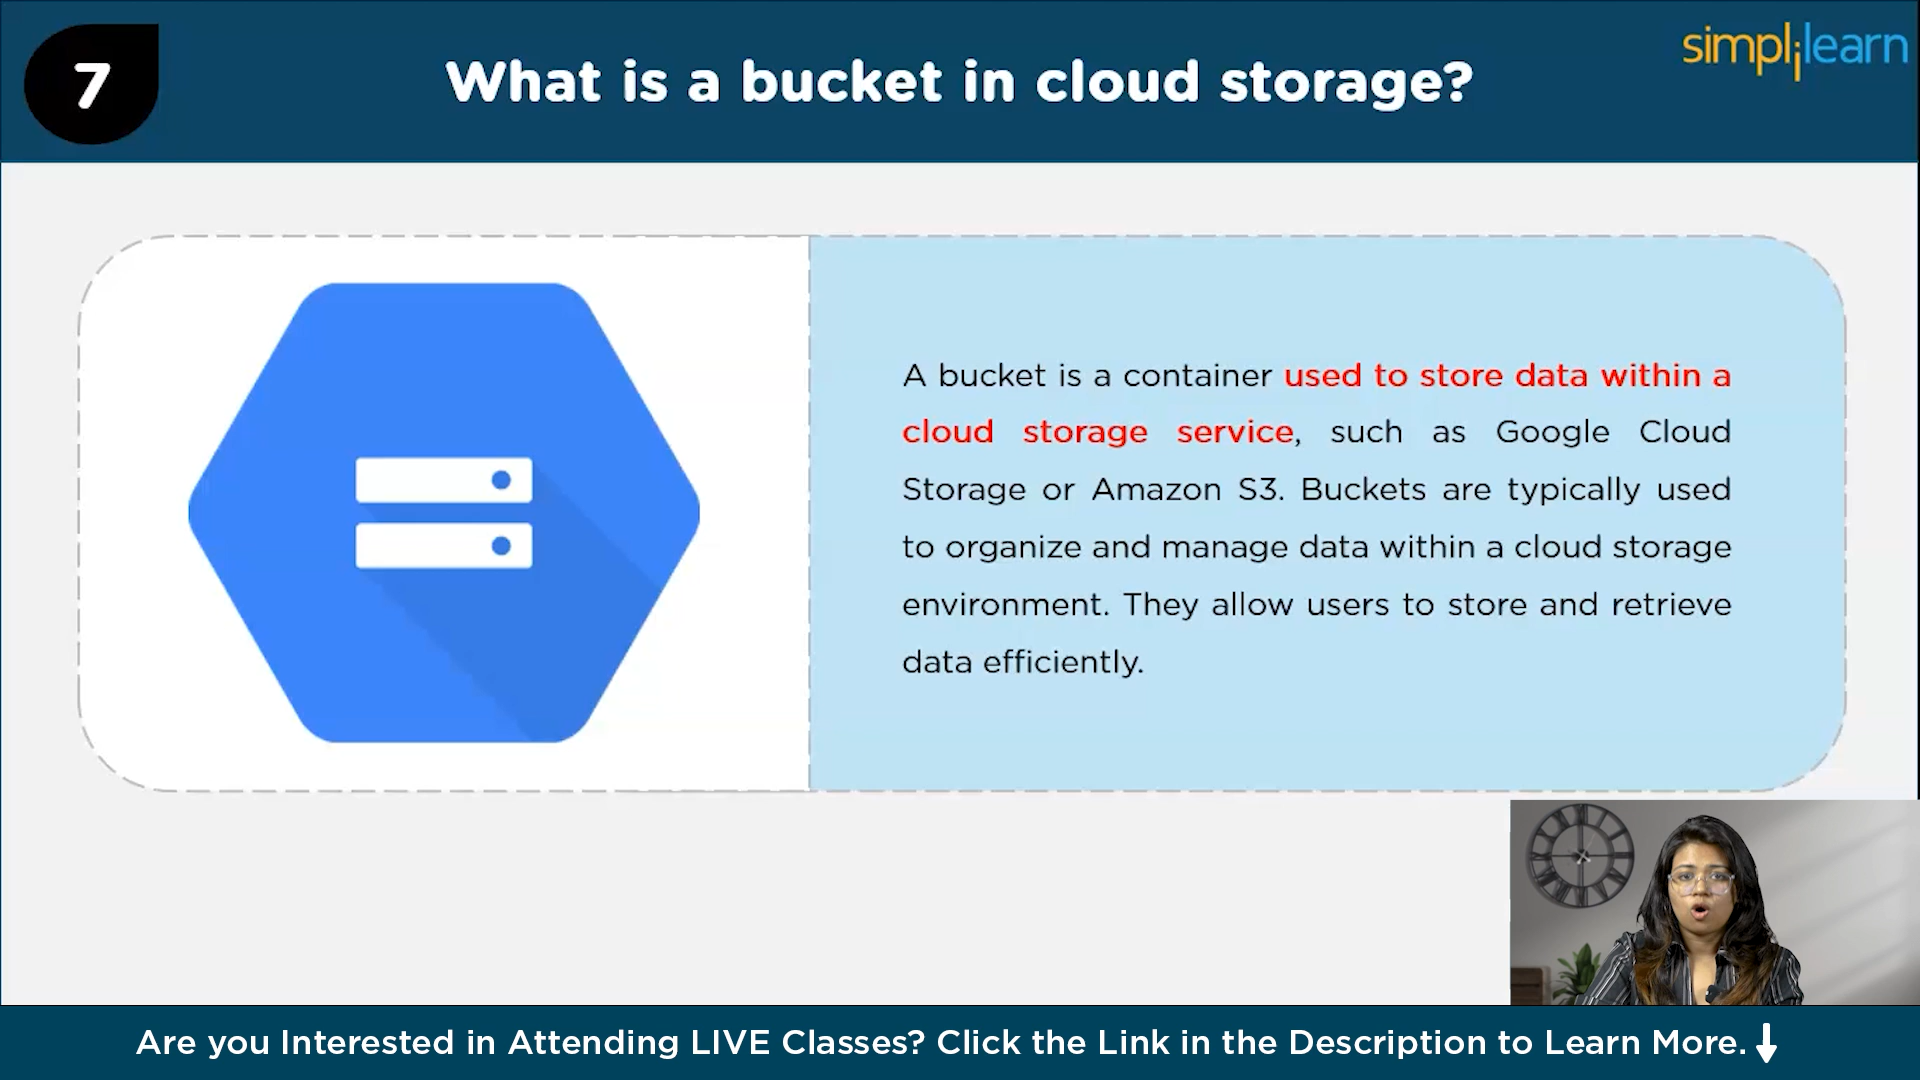 7
What is a bucket in cloud storage?
simplilearn
A bucket is a container used to store data within a
cloud storage service, such as Google Cloud
Storage or Amazon S3. Buckets are typically used
to organize and manage data within a cloud storage
environment. They allow users to store and retrieve
data efficiently.
Are you Interested in Attending LIVE Classes? Click the Link in the Description to Learn More.